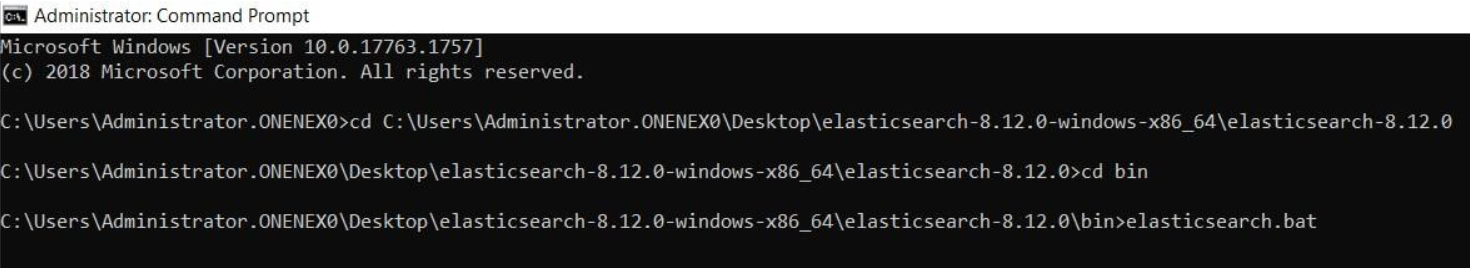 Administrator: Command Prompt
Microsoft Windows [Version 10.0.17763.1757]
(c) 2018 Microsoft Corporation. All rights reserved.
C:\Users\Administrator.ONENEX0>cd C:\Users\Administrator.ONENEX0\Desktop\elasticsearch-8.12.0-windows-x86_64\elasticsearch-8.12.0
C:\Users\Administrator.ONENEX0\Desktop\elasticsearch-8.12.0-windows-x86_64\elasticsearch-8.12.0>cd bin
C:\Users\Administrator.ONENEX0\Desktop\elasticsearch-8.12.0-windows-x86_64\elasticsearch-8.12.0\bin>elasticsearch.bat